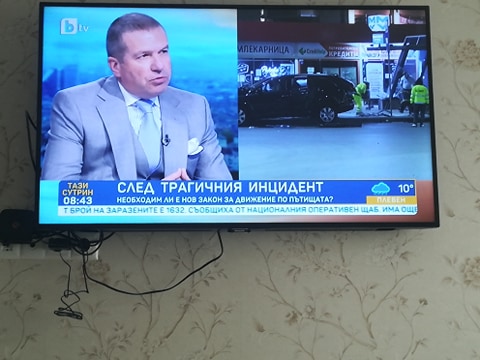 btv
МЛЕКАРНИЦА
КРЕДИТИ
ТАЗИ
СУТРИН
08:43
СЛЕД ТРАГИЧНИЯ ИНЦИДЕНТ
НЕОБХОДИМ ЛИ Е НОВ ЗАКОН ЗА ДВИЖЕНИЕ ПО ПЪТИЩАТА?
10°
ПЛЕВЕН
Т БРОЙ НА ЗАРАЗЕНИТЕ Е 1632, СЪОБЩИХА ОТ НАЦИОНАЛНИЯ ОПЕРАТИВЕН ЩАБ. ИМА ОЩЕ